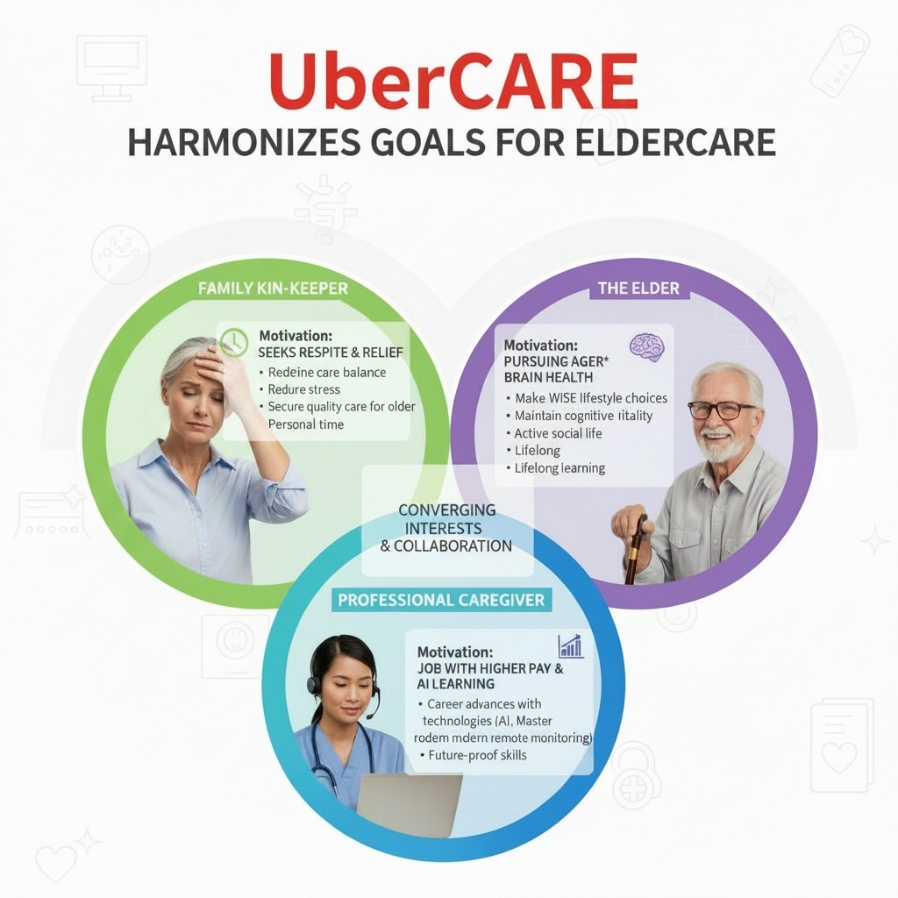 UberCARE
HARMONIZES GOALS FOR ELDERCARE
FAMILY KIN-KEEPER
Motivation:
SEEKS RESPITE & RELIEF
• Redeine care balance
• Redure stress
• Secure quality care for older
Personal time
THE ELDER
Motivation:
PURSUING AGER*
BRAIN HEALTH
• Make WISE lifestyle choices
• Maintain cognitive ritality
• Active social life
• Lifelong
• Lifelong learning
CONVERGING
INTERESTS
& COLLABORATION
PROFESSIONAL CAREGIVER
Motivation:
JOB WITH HIGHER PAY &
AI LEARNING
• Career advances with
technologies (AI), Master
rodem mdern remote monitoring)
• Future-proof skills